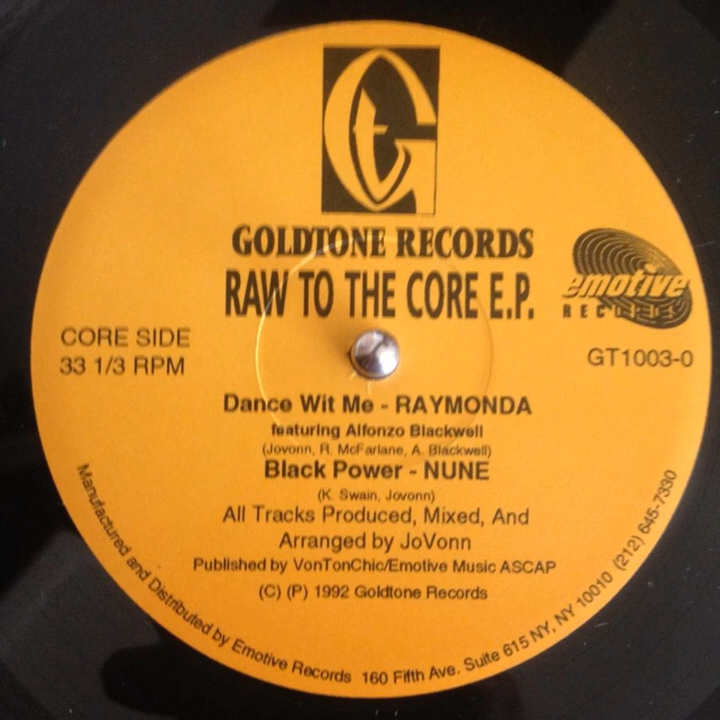 Gt
GOLDTONE RECORDS
RAW TO THE CORE E.P.
emotive
RECORDS
CORE SIDE
33 1/3 RPM
GT1003-0
Dance Wit Me - RAYMONDA
featuring Alfonzo Blackwell
(Jovonn, R. McFarlane, A. Blackwell)
Black Power - NUNE
(K. Swain, Jovonn)
All Tracks Produced, Mixed, And
Arranged by JoVonn
Published by VonTonChic/Emotive Music ASCAP
(C) (P) 1992 Goldtone Records
Manufactured and Distributed by Emotive Records 160 Fifth Ave. Suite 615 NY, NY 10010 (212) 645-7330